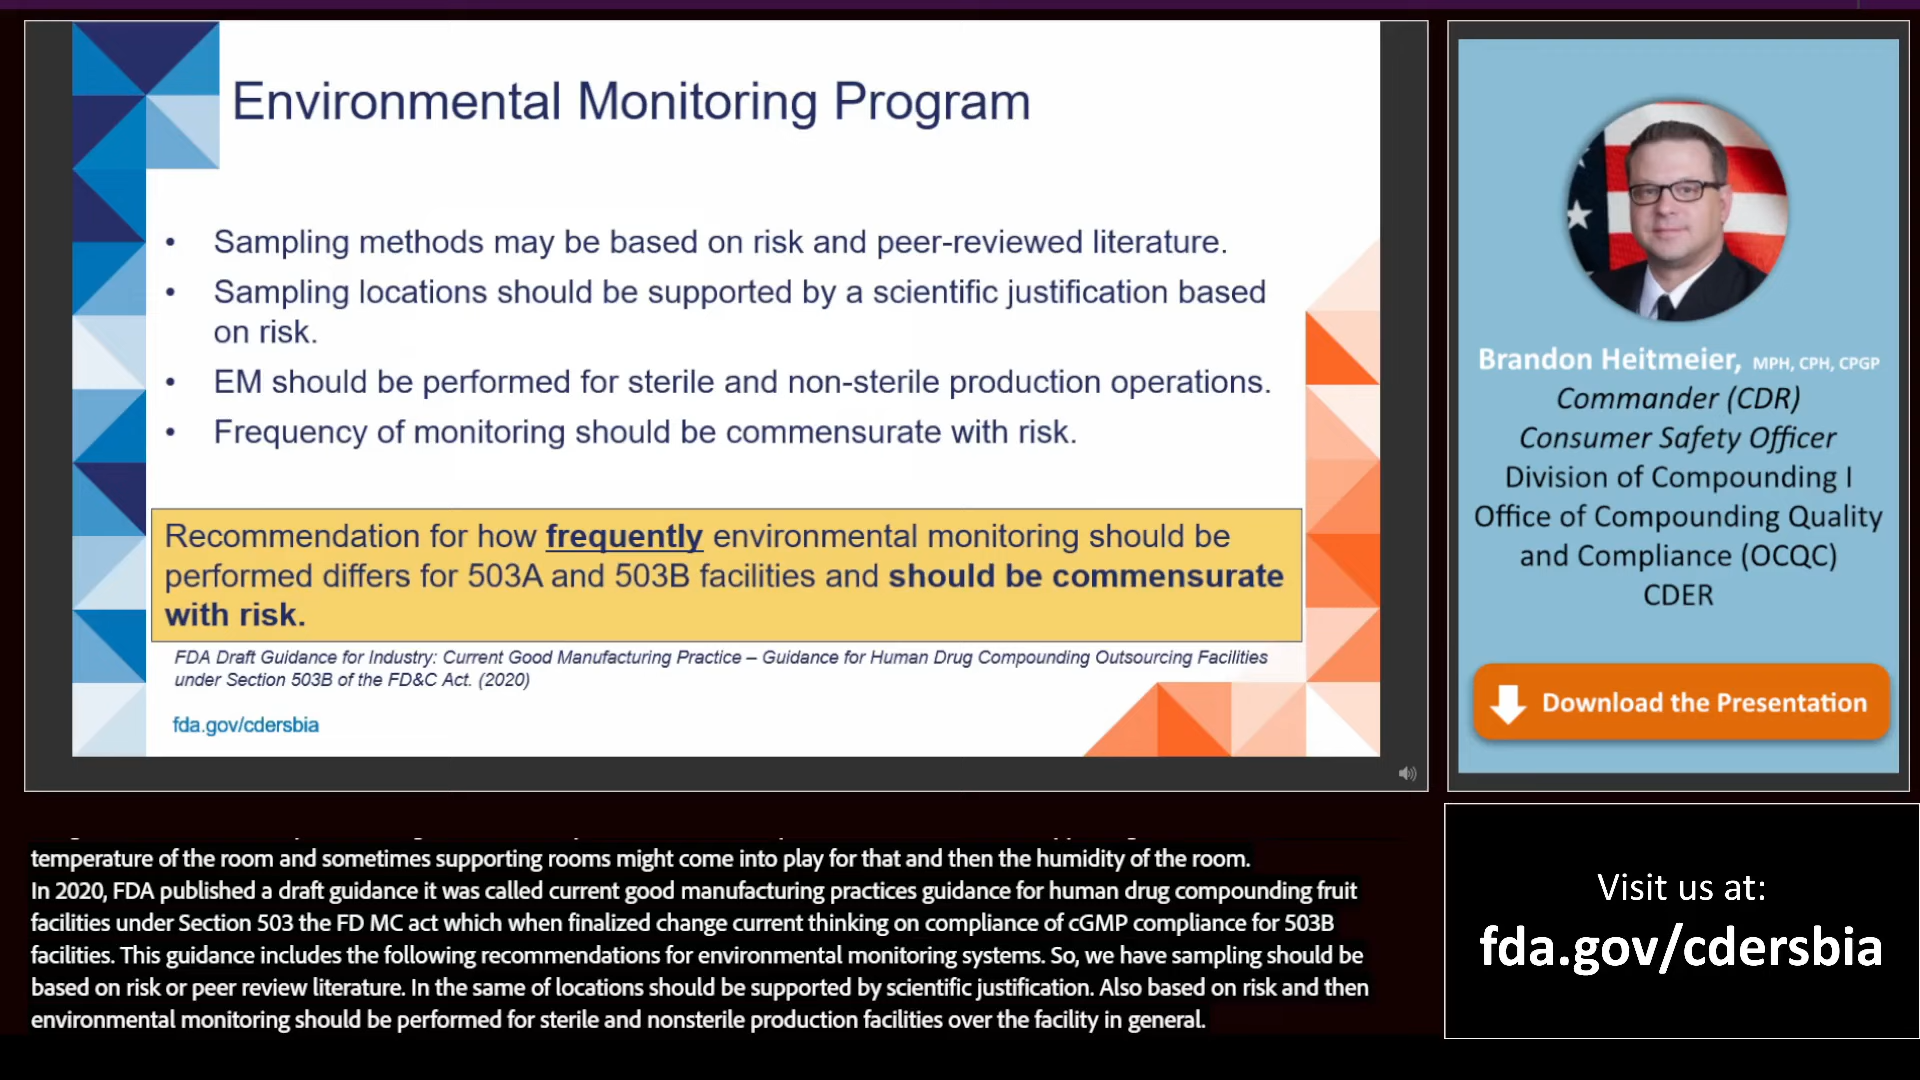 Environmental Monitoring Program
• Sampling methods may be based on risk and peer-reviewed literature.
• Sampling locations should be supported by a scientific justification based
on risk.
• EM should be performed for sterile and non-sterile production operations.
• Frequency of monitoring should be commensurate with risk.
Recommendation for how frequently environmental monitoring should be
performed differs for 503A and 503B facilities and should be commensurate
with risk.
FDA Draft Guidance for Industry: Current Good Manufacturing Practice – Guidance for Human Drug Compounding Outsourcing Facilities
under Section 503B of the FD&C Act. (2020)
fda.gov/cdersbia
Brandon Heitmeier, MPH, CPH, CPGP
Commander (CDR)
Consumer Safety Officer
Division of Compounding I
Office of Compounding Quality
and Compliance (OCQC)
CDER
Download the Presentation
temperature of the room and sometimes supporting rooms might come into play for that and then the humidity of the room.
In 2020, FDA published a draft guidance it was called current good manufacturing practices guidance for human drug compounding fruit
facilities under Section 503 the FD MC act which when finalized change current thinking on compliance of cGMP compliance for 503B
facilities. This guidance includes the following recommendations for environmental monitoring systems. So, we have sampling should be
based on risk or peer review literature. In the same of locations should be supported by scientific justification. Also based on risk and then
environmental monitoring should be performed for sterile and nonsterile production facilities over the facility in general.
Visit us at:
fda.gov/cdersbia